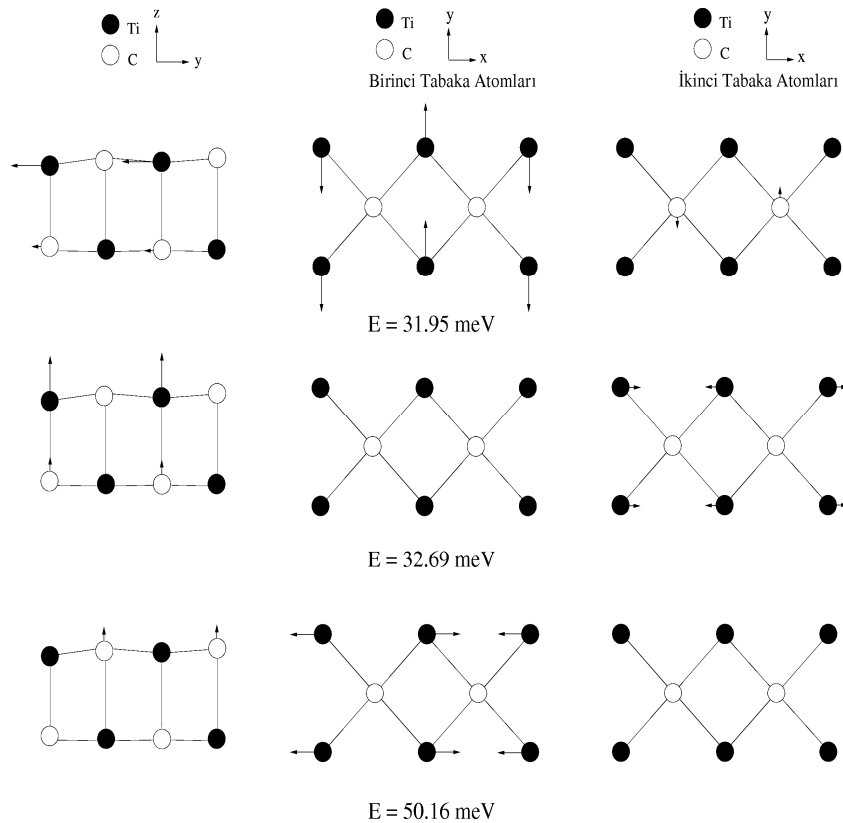 Ti
C
z
y
Ti
C
y
x
Birinci Tabaka Atomları
Ti
C
y
x
İkinci Tabaka Atomları
E = 31.95 meV
E = 32.69 meV
E = 50.16 meV